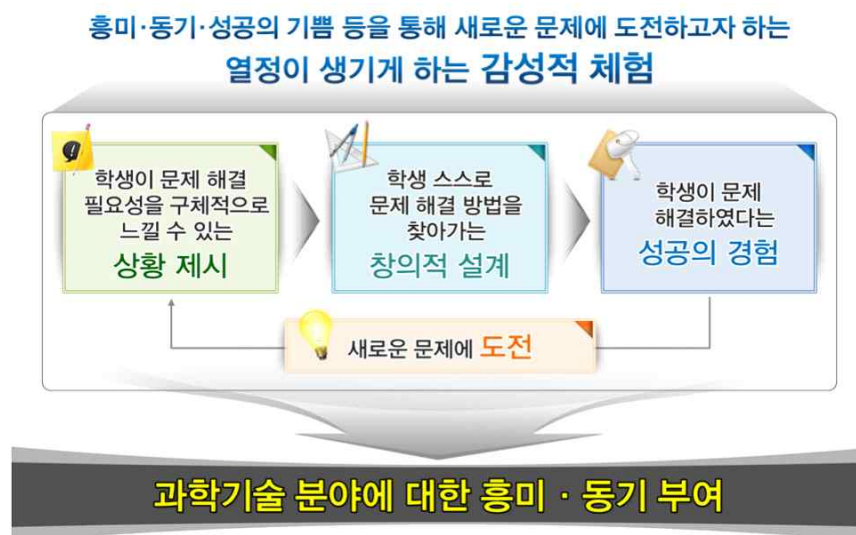 흥미·동기·성공의 기쁨 등을 통해 새로운 문제에 도전하고자 하는
열정이 생기게 하는 감성적 체험
학생이 문제 해결
필요성을 구체적으로
느낄 수 있는
상황 제시
학생 스스로
문제 해결 방법을
찾아가는
창의적 설계
학생이 문제
해결하였다는
성공의 경험
새로운 문제에 도전
과학기술 분야에 대한 흥미 · 동기 부여